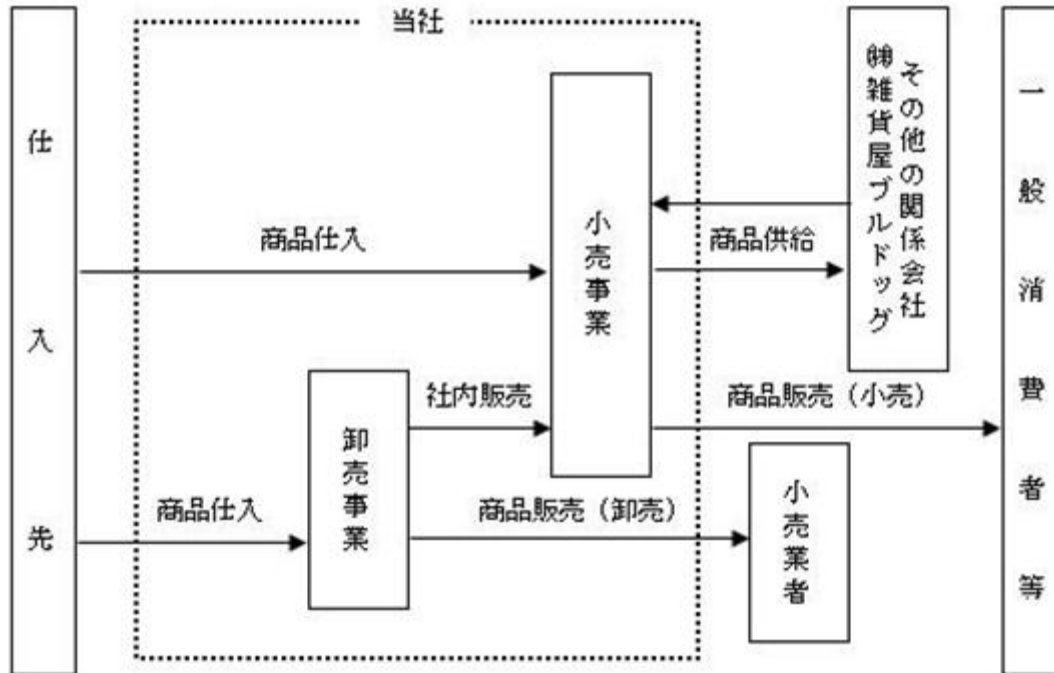 当社
仕入先
商品仕入
小売事業
商品供給
その他の関係会社
㈱雑貨屋ブルドッグ
一般消費者等
社内販売
商品販売（小売）
卸売事業
商品仕入
商品販売（卸売）
小売業者